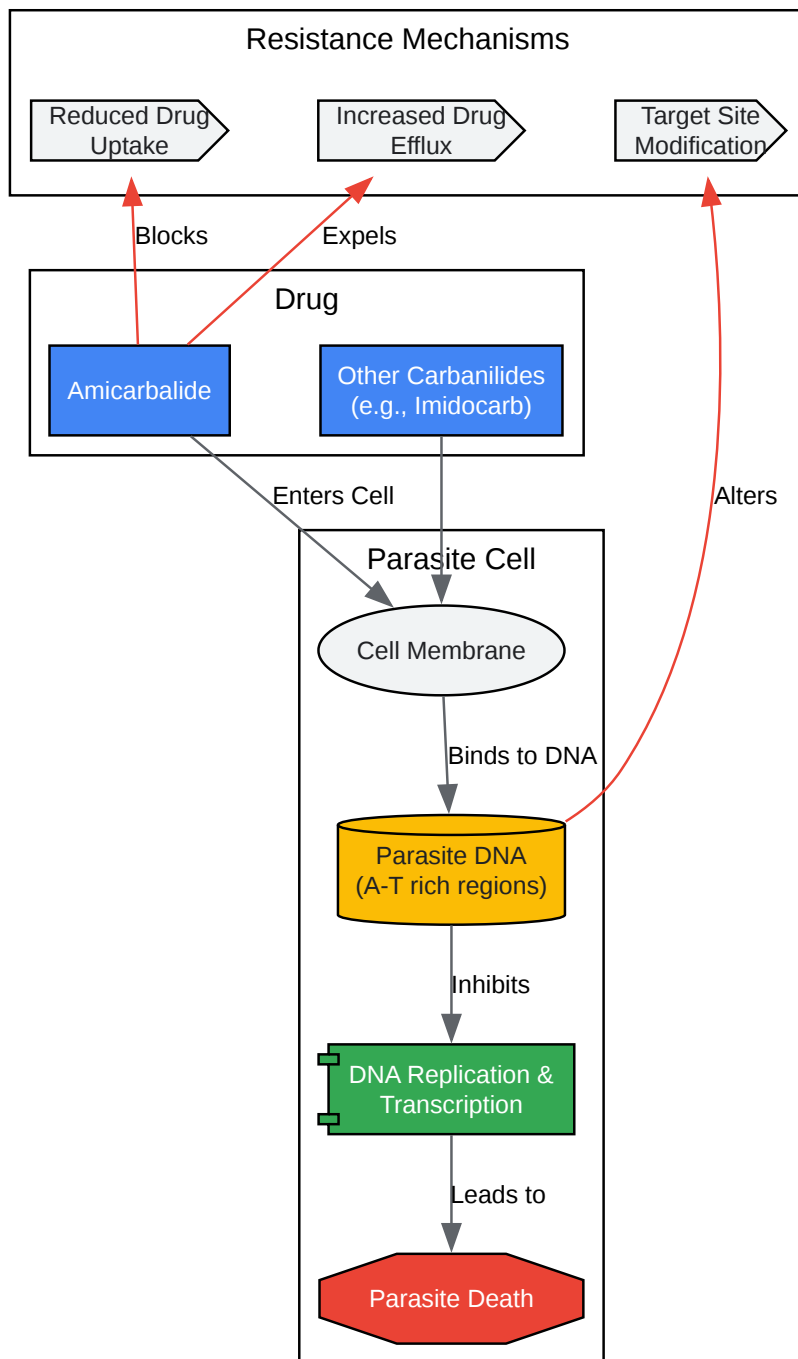 Resistance Mechanisms
Reduced Drug
Uptake
Increased Drug
Efflux
Target Site
Modification
Blocks
Expels
Drug
Amicarbalide
Other Carbanilides
(e.g., Imidocarb)
Enters Cell
Alters
Parasite Cell
Cell Membrane
Binds to DNA
Parasite DNA
(A-T rich regions)
Inhibits
DNA Replication &
Transcription
Leads to
Parasite Death